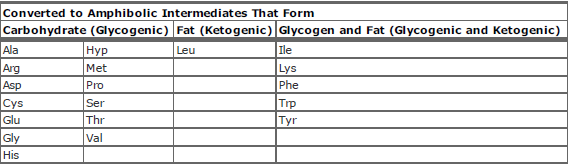 Converted to Amphibolic Intermediates That Form
Carbohydrate (Glycogenic) Fat (Ketogenic) Glycogen and Fat (Glycogenic and Ketogenic)
Ala Hyp Leu Ile
Arg Met Lys
Asp Pro Phe
Cys Ser Trp
Glu Thr Tyr
Gly Val
His